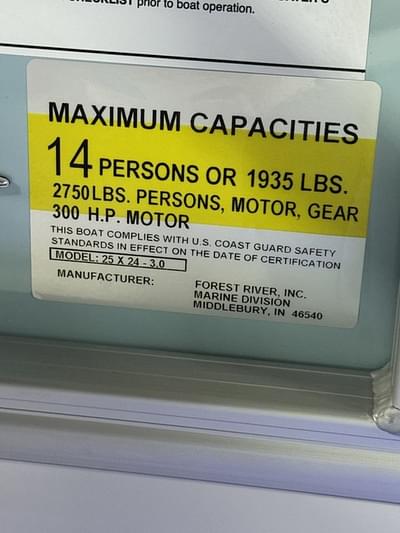 prior to boat operation.
MAXIMUM CAPACITIES
14 PERSONS OR 1935 LBS.
2750 LBS. PERSONS, MOTOR, GEAR
300 H.P. MOTOR
THIS BOAT COMPLIES WITH U.S. COAST GUARD SAFETY
STANDARDS IN EFFECT ON THE DATE OF CERTIFICATION
MODEL: 25 X 24 - 3.0
MANUFACTURER: FOREST RIVER, INC.
MARINE DIVISION
MIDDLEBURY, IN 46540